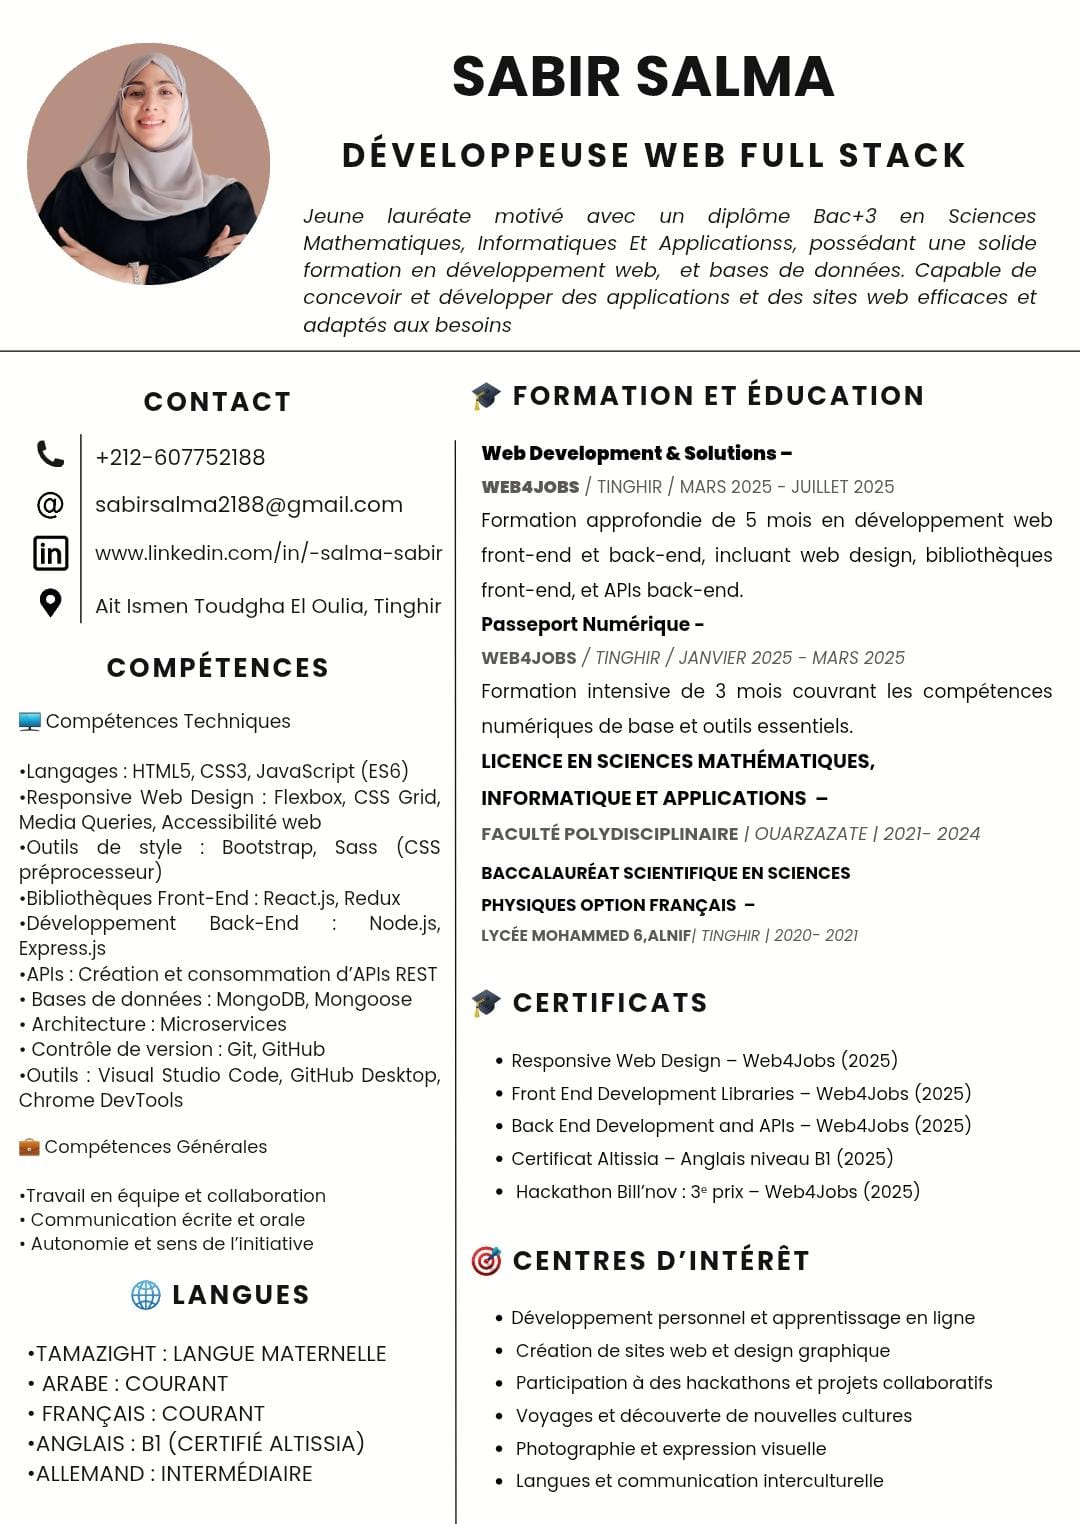 SABIR SALMA
DÉVELOPPEUSE WEB FULL STACK
Jeune lauréate motivé avec un diplôme Bac+3 en Sciences
Mathematiques, Informatiques Et Applicationss, possédant une solide
formation en développement web, et bases de données. Capable de
concevoir et développer des applications et des sites web efficaces et
adaptés aux besoins
CONTACT
+212-607752188
sabirsalma2188@gmail.com
www.linkedin.com/in/-salma-sabir
Ait Ismen Toudgha El Oulia, Tinghir
COMPÉTENCES
Compétences Techniques
•Langages : HTML5, CSS3, JavaScript (ES6)
•Responsive Web Design : Flexbox, CSS Grid,
Media Queries, Accessibilité web
•Outils de style : Bootstrap, Sass (CSS
préprocesseur)
•Bibliothèques Front-End : React.js, Redux
•Développement Back-End : Node.js,
Express.js
•APIs : Création et consommation d’APIs REST
• Bases de données : MongoDB, Mongoose
• Architecture : Microservices
• Contrôle de version : Git, GitHub
•Outils : Visual Studio Code, GitHub Desktop,
Chrome DevTools
Compétences Générales
•Travail en équipe et collaboration
• Communication écrite et orale
• Autonomie et sens de l’initiative
LANGUES
•TAMAZIGHT : LANGUE MATERNELLE
• ARABE : COURANT
• FRANÇAIS : COURANT
•ANGLAIS : B1 (CERTIFIÉ ALTISSIA)
•ALLEMAND : INTERMÉDIAIRE
FORMATION ET ÉDUCATION
Web Development & Solutions –
WEB4JOBS / TINGHIR / MARS 2025 - JUILLET 2025
Formation approfondie de 5 mois en développement web
front-end et back-end, incluant web design, bibliothèques
front-end, et APIs back-end.
Passeport Numérique -
WEB4JOBS / TINGHIR / JANVIER 2025 - MARS 2025
Formation intensive de 3 mois couvrant les compétences
numériques de base et outils essentiels.
LICENCE EN SCIENCES MATHÉMATIQUES,
INFORMATIQUE ET APPLICATIONS –
FACULTÉ POLYDISCIPLINAIRE | OUARZAZATE | 2021- 2024
BACCALAURÉAT SCIENTIFIQUE EN SCIENCES
PHYSIQUES OPTION FRANÇAIS –
LYCÉE MOHAMMED 6,ALNIF| TINGHIR | 2020- 2021
CERTIFICATS
• Responsive Web Design – Web4Jobs (2025)
• Front End Development Libraries – Web4Jobs (2025)
• Back End Development and APIs – Web4Jobs (2025)
• Certificat Altissia – Anglais niveau B1 (2025)
• Hackathon Bill’nov : 3ᵉ prix – Web4Jobs (2025)
CENTRES D’INTÉRÊT
• Développement personnel et apprentissage en ligne
• Création de sites web et design graphique
• Participation à des hackathons et projets collaboratifs
• Voyages et découverte de nouvelles cultures
• Photographie et expression visuelle
• Langues et communication interculturelle